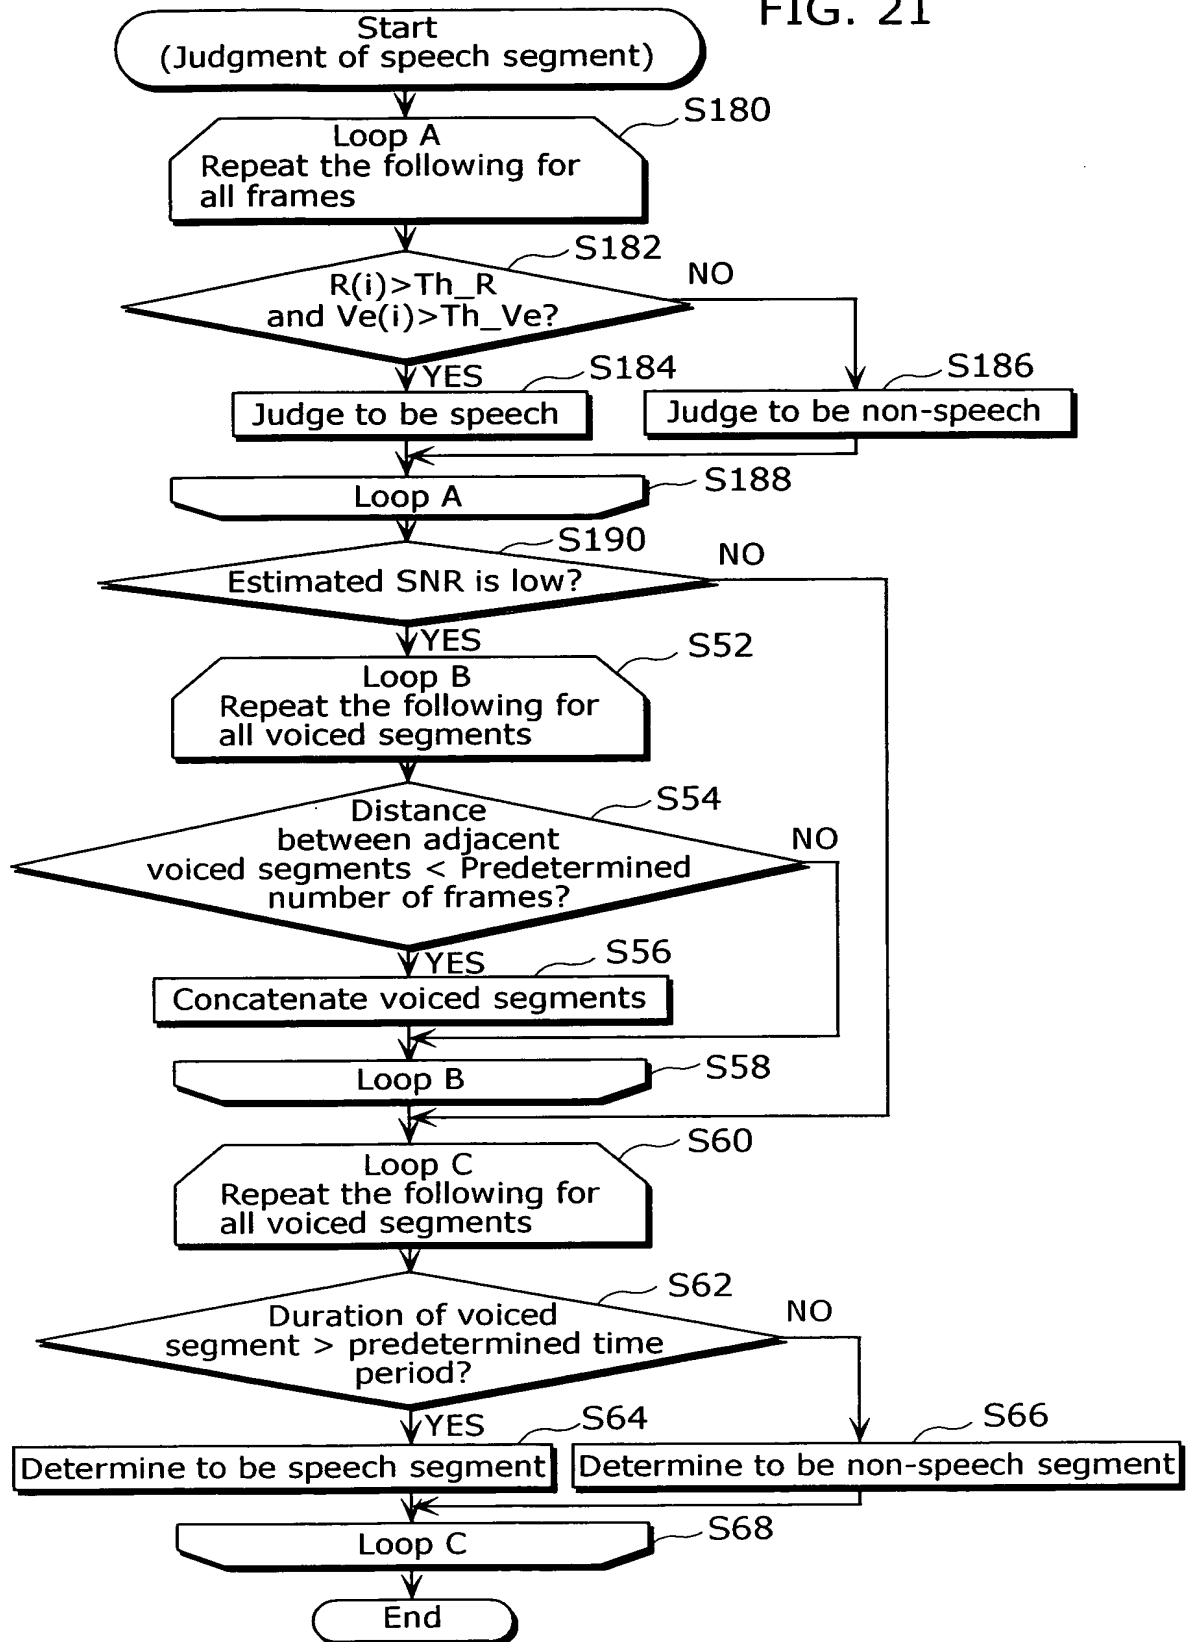 FIG. 21
Start
(Judgment of speech segment)
S180
Loop A
Repeat the following for
all frames
S182
R(i)>Th_R
and Ve(i)>Th_Ve?
NO
YES
S184
Judge to be speech
S186
Judge to be non-speech
S188
Loop A
S190
Estimated SNR is low?
NO
YES
S52
Loop B
Repeat the following for
all voiced segments
S54
Distance
between adjacent
voiced segments < Predetermined
number of frames?
NO
YES
S56
Concatenate voiced segments
S58
Loop B
S60
Loop C
Repeat the following for
all voiced segments
S62
Duration of voiced
segment > predetermined time
period?
NO
YES
S64
Determine to be speech segment
S66
Determine to be non-speech segment
S68
Loop C
End